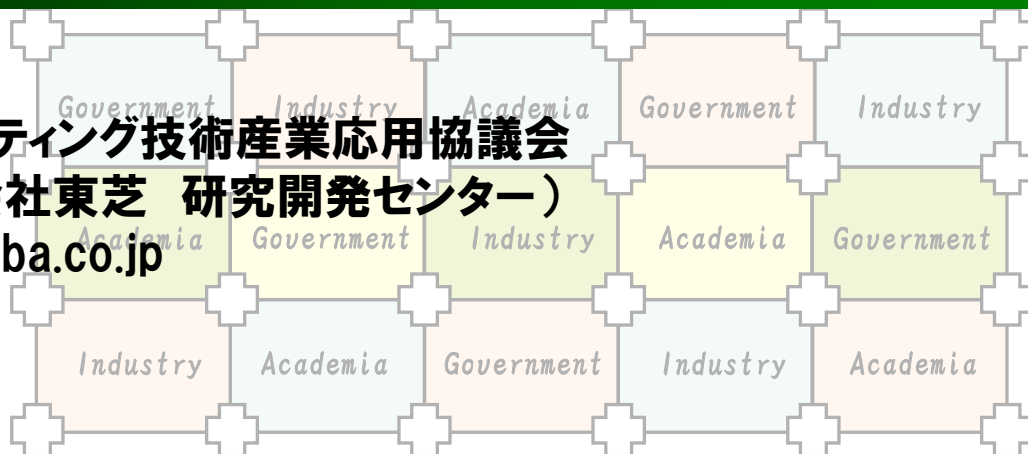 Government Industry Academia Government Industry
ティング技術産業応用協議会
社東芝 研究開発センター)
Academia Government Industry Academia Government
ba.co.jp
Industry Academia Government Industry Academia